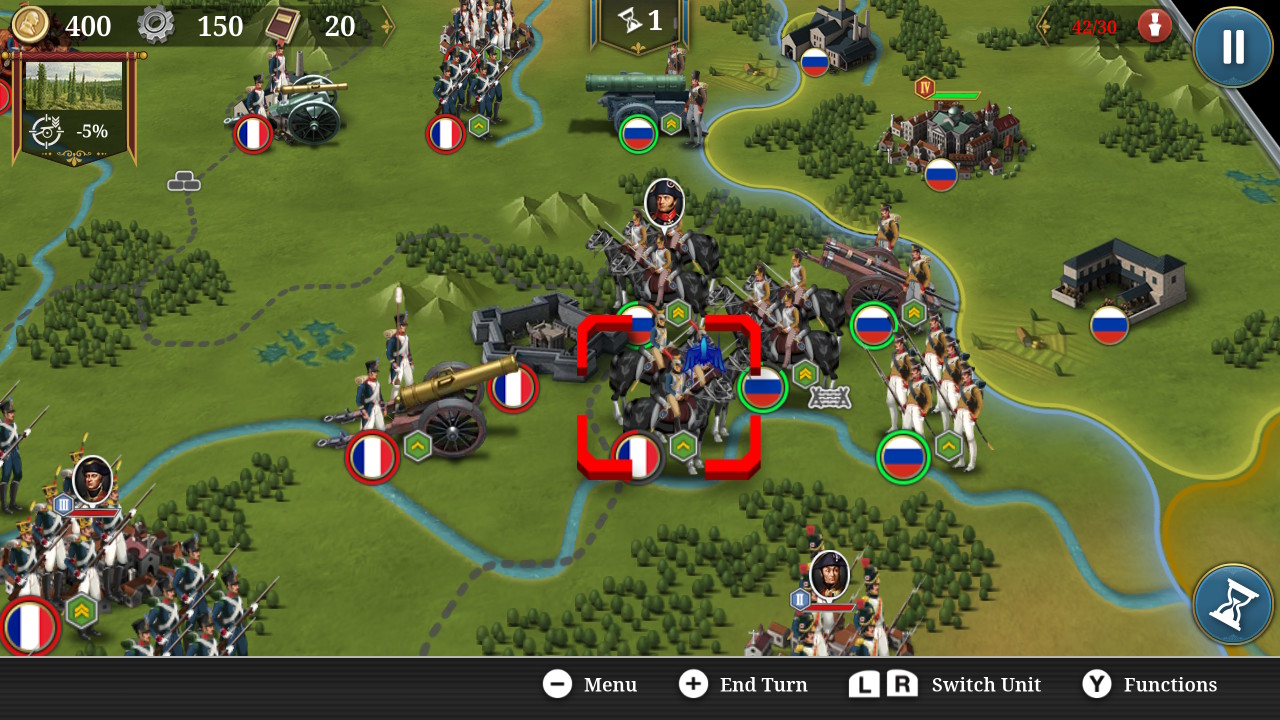 400 150 20
1
42/30
-5%
IV
III
II
Menu
+ End Turn
L R Switch Unit
Y Functions